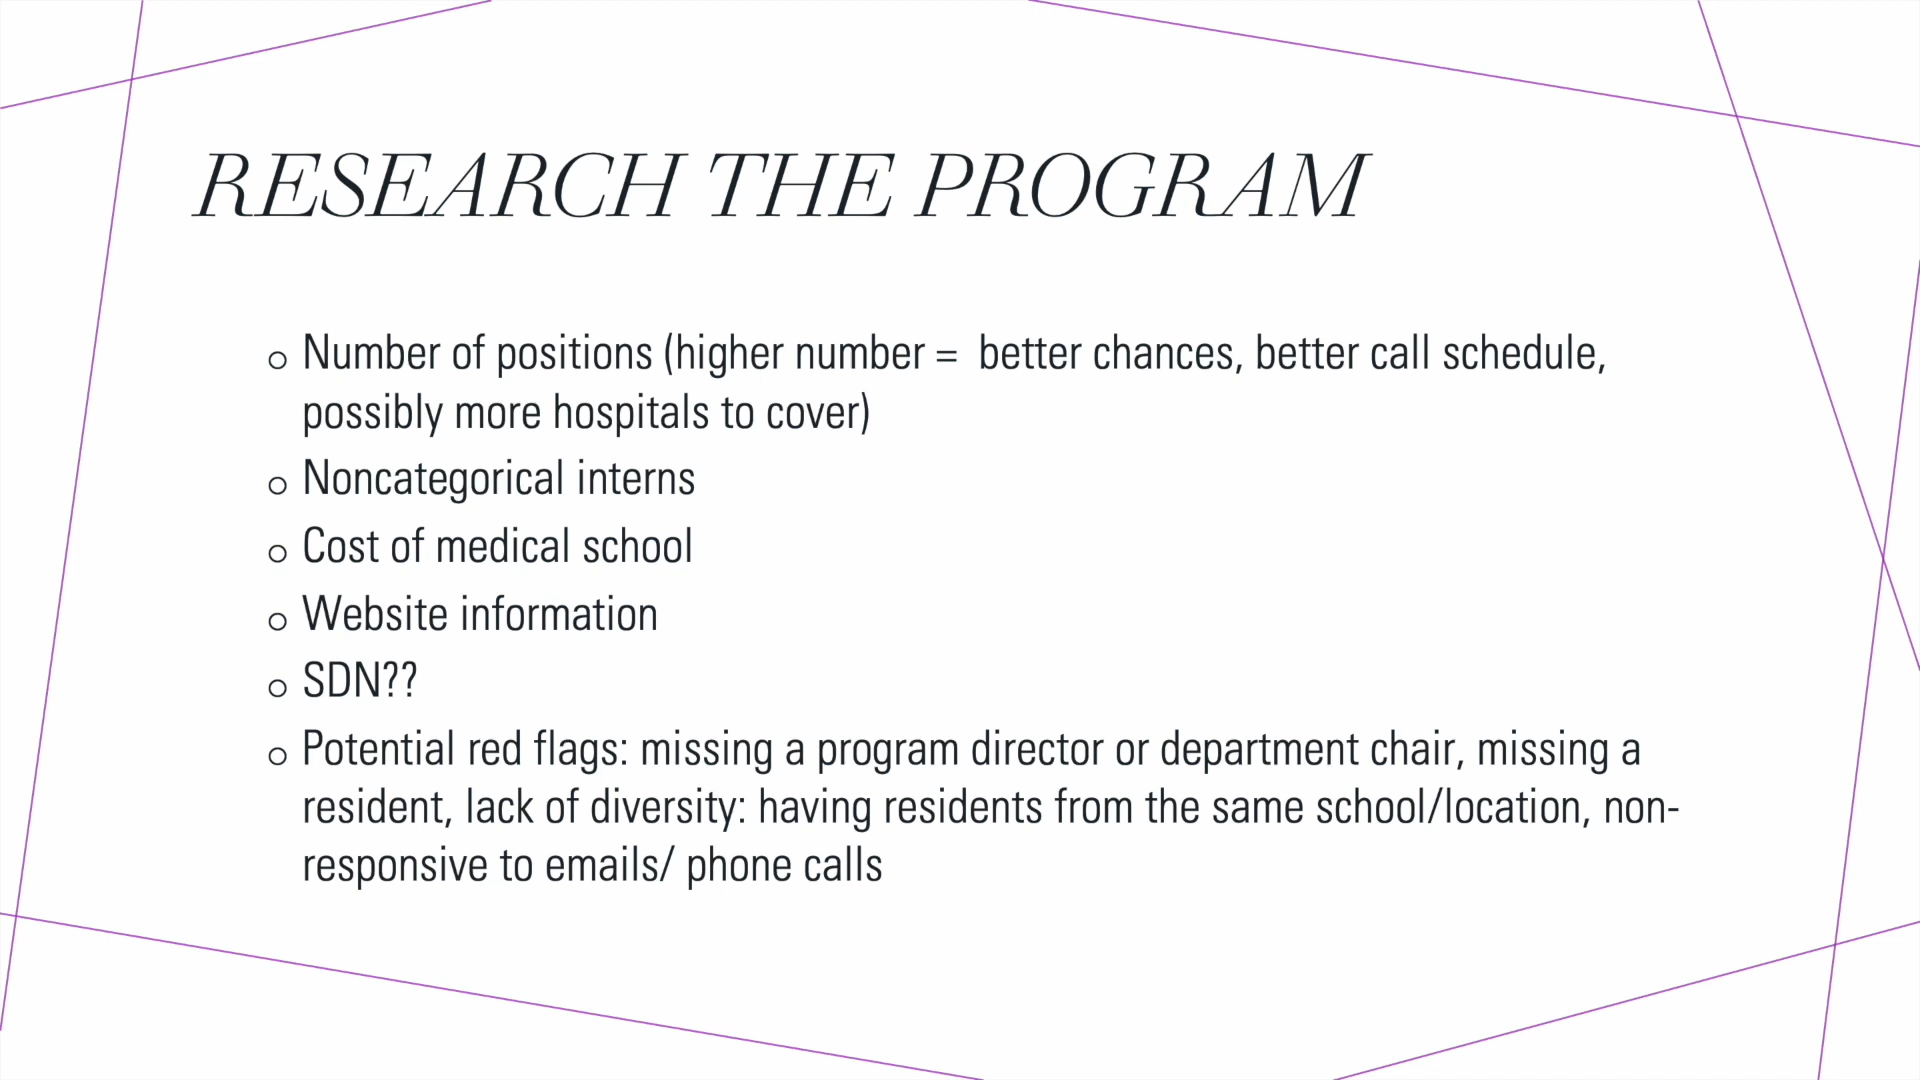 RESEARCH THE PROGRAM
○ Number of positions (higher number =  better chances, better call schedule,
possibly more hospitals to cover)
○ Noncategorical interns
○ Cost of medical school
○ Website information
○ SDN??
○ Potential red flags: missing a program director or department chair, missing a
resident, lack of diversity: having residents from the same school/location, non-
responsive to emails/ phone calls